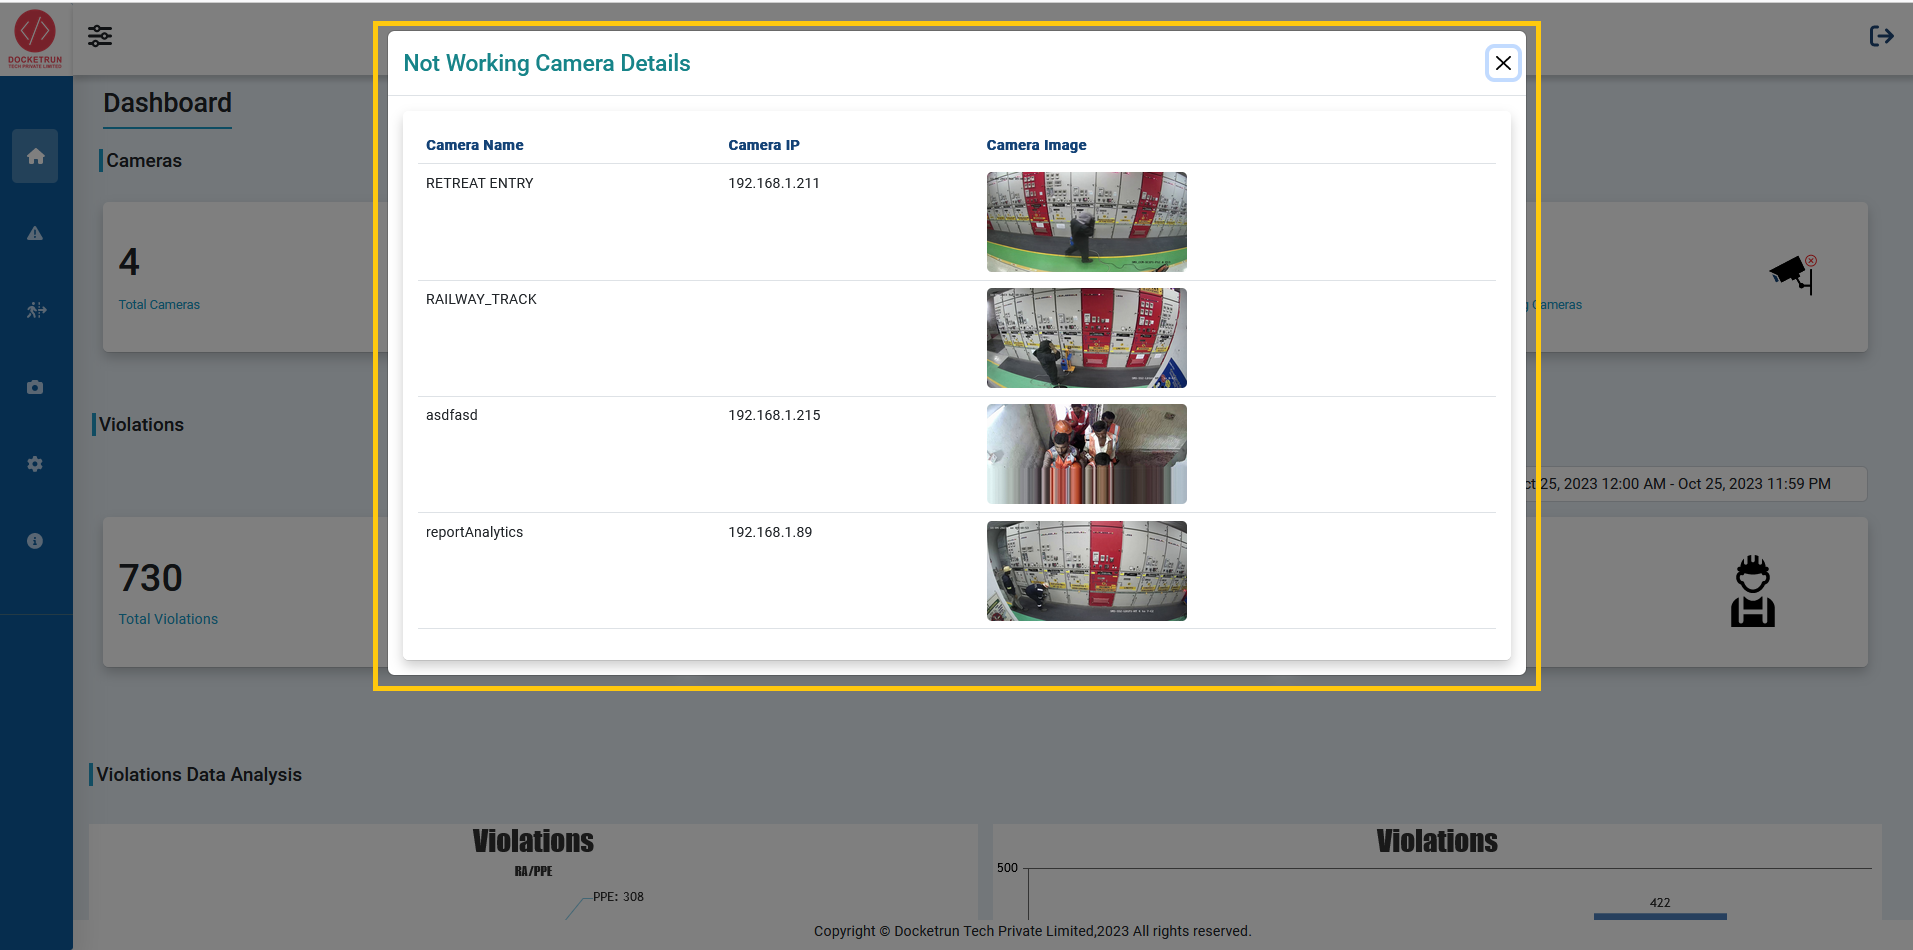 DOCKETRUN
TECH PRIVATE LIMITED
Not Working Camera Details
Dashboard
Cameras
Camera Name Camera IP Camera Image
RETREAT ENTRY 192.168.1.211
RAILWAY_TRACK
asdfasd 192.168.1.215
reportAnalytics 192.168.1.89
4
Total Cameras
Cameras
Violations
25, 2023 12:00 AM - Oct 25, 2023 11:59 PM
730
Total Violations
Violations Data Analysis
Violations
RA/PPE
PPE: 308
Violations
500
422
Copyright © Docketrun Tech Private Limited,2023 All rights reserved.